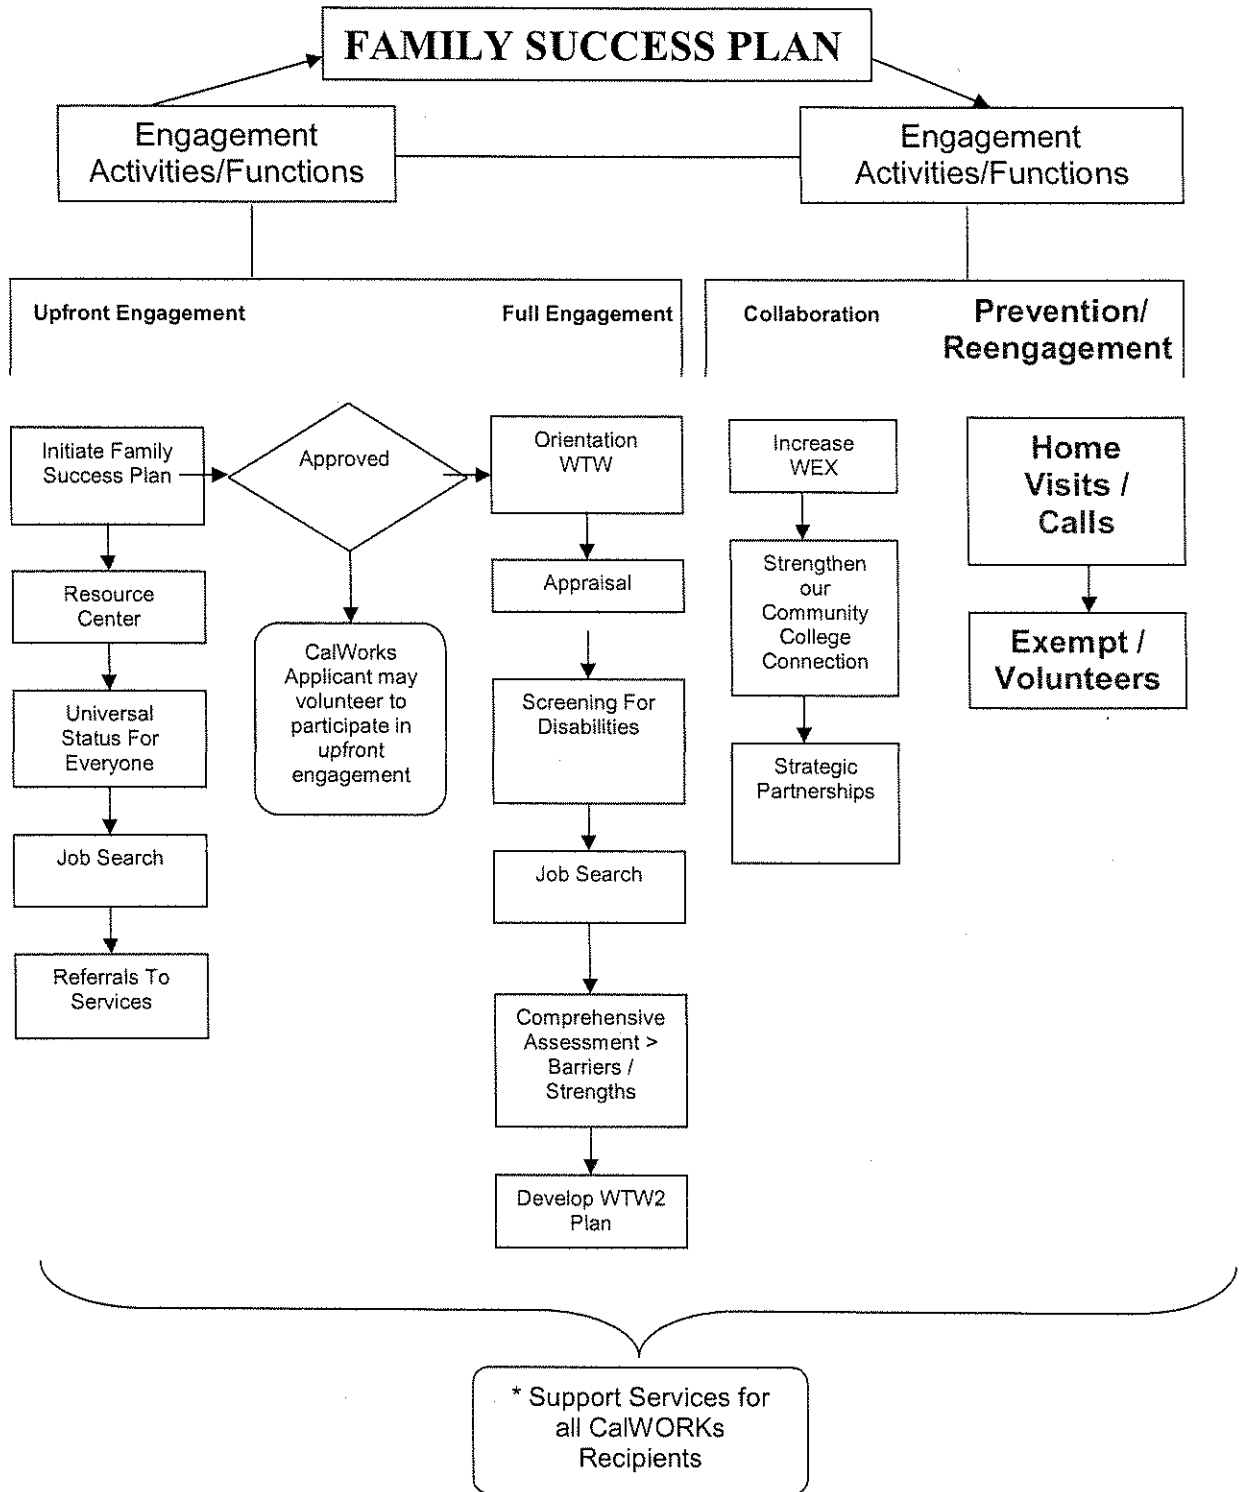 FAMILY SUCCESS PLAN
Engagement
Activities/Functions
Engagement
Activities/Functions
Upfront Engagement
Full Engagement
Collaboration
Prevention/
Reengagement
Initiate Family
Success Plan
Resource
Center
Universal
Status For
Everyone
Job Search
Referrals To
Services
Approved
CalWorks
Applicant may
volunteer to
participate in
upfront
engagement
Orientation
WTW
Appraisal
Screening For
Disabilities
Job Search
Comprehensive
Assessment >
Barriers /
Strengths
Develop WTW2
Plan
Increase
WEX
Strengthen
our
Community
College
Connection
Strategic
Partnerships
Home
Visits /
Calls
Exempt /
Volunteers
* Support Services for
all CalWORKs
Recipients